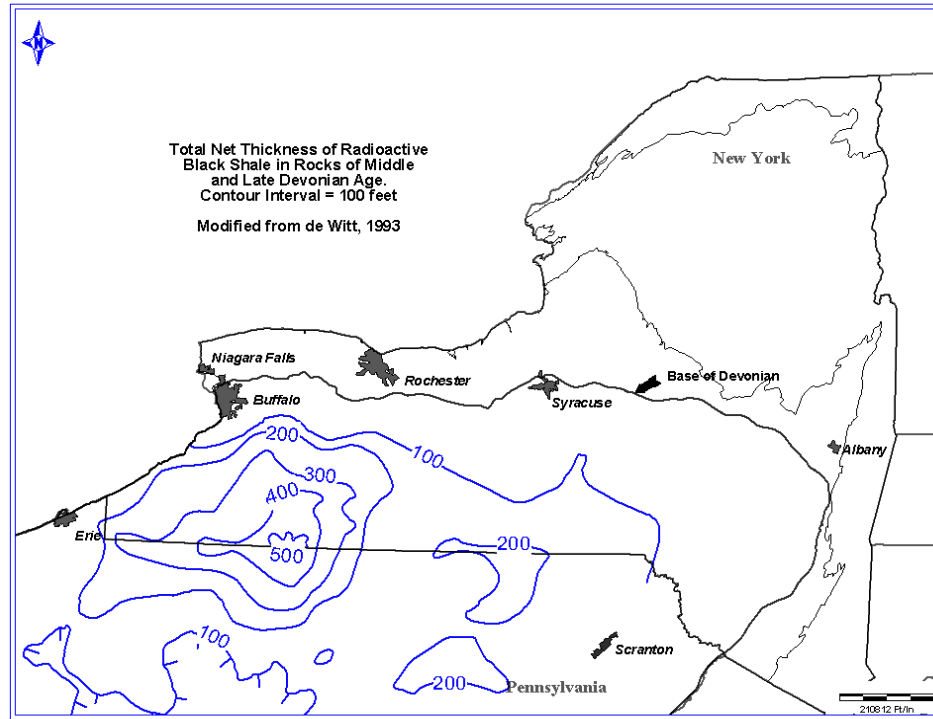 N
Total Net Thickness of Radioactive
Black Shale in Rocks of Middle
and Late Devonian Age.
Contour Interval = 100 feet
Modified from de Witt, 1993
New York
Niagara Falls
Rochester
Base of Devonian
Buffalo
Syracuse
200
100
Albany
300
400
Erie
500
200
100
Scranton
200
Pennsylvania
210812 Ft/In